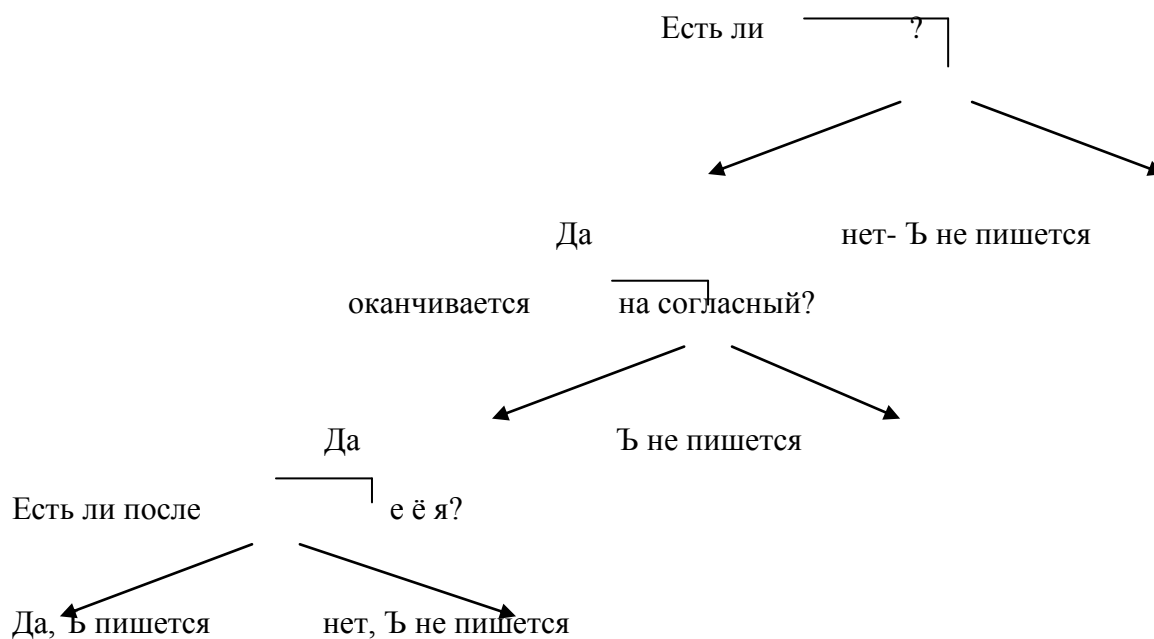 Есть ли ?
Да нет- Ъ не пишется
оканчивается на согласный?
Да Ъ не пишется
Есть ли после е ё я?
Да, Ъ пишется нет, Ъ не пишется